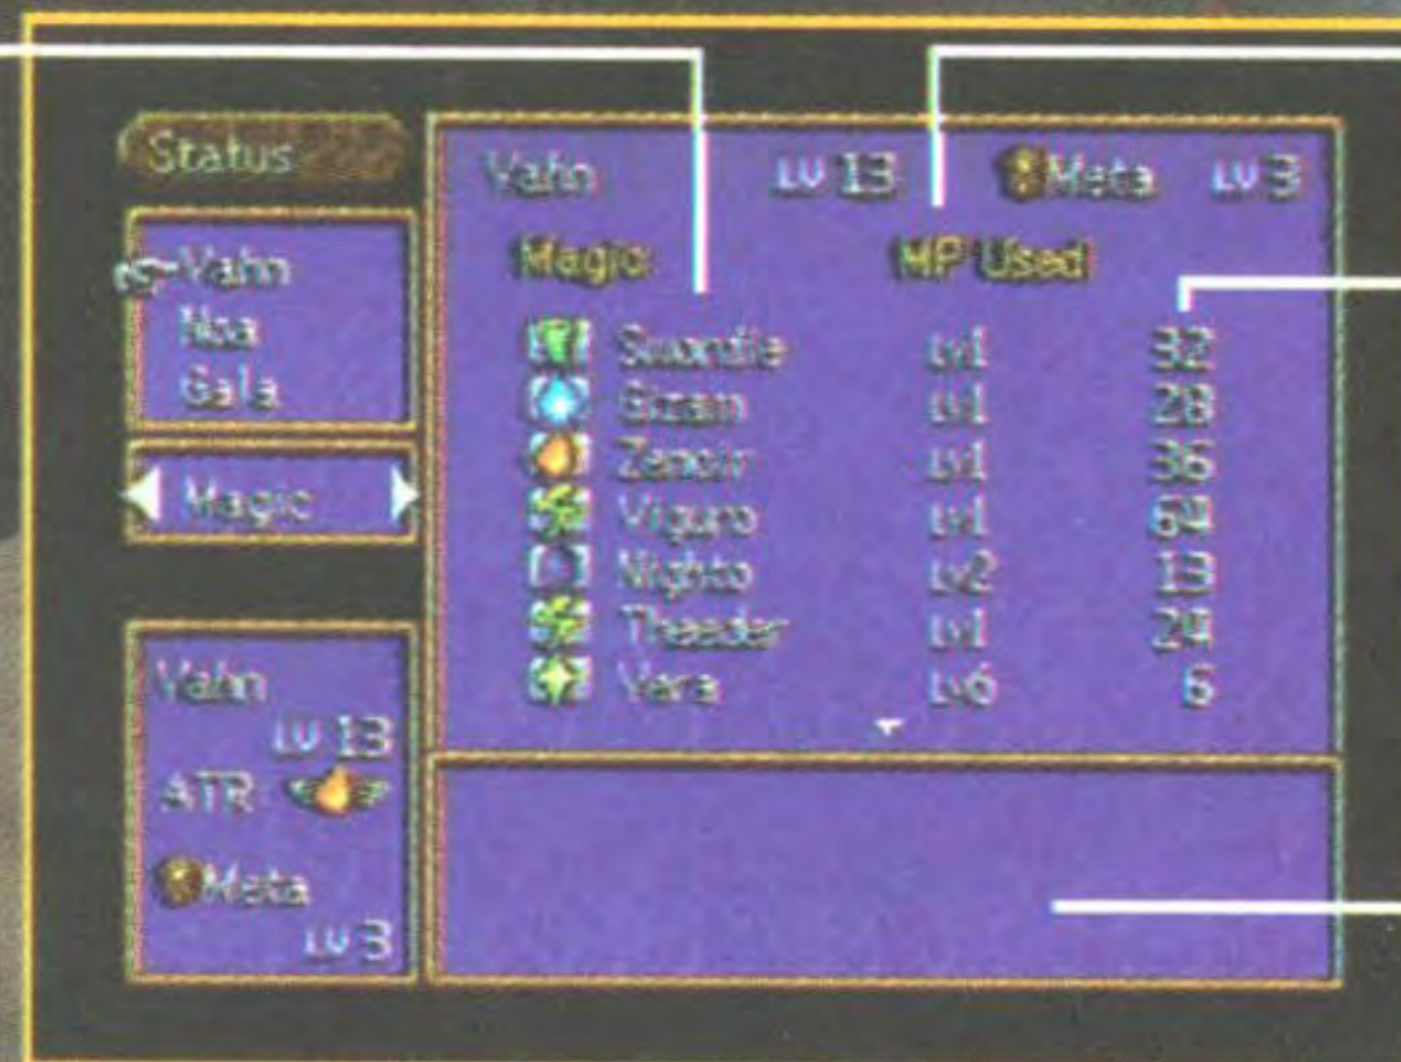 Status
Vahn
Noa
Gala
Magic
Vahn
LV 13
ATR
Meta
LV 3
Vahn LV 13 Meta LV 3
Magic MP Used
Swordie Lv1 32
Gizam Lv1 28
Zenoir Lv1 36
Viguro Lv1 64
Nighto Lv2 13
Theeder Lv1 24
Vera Lv6 6